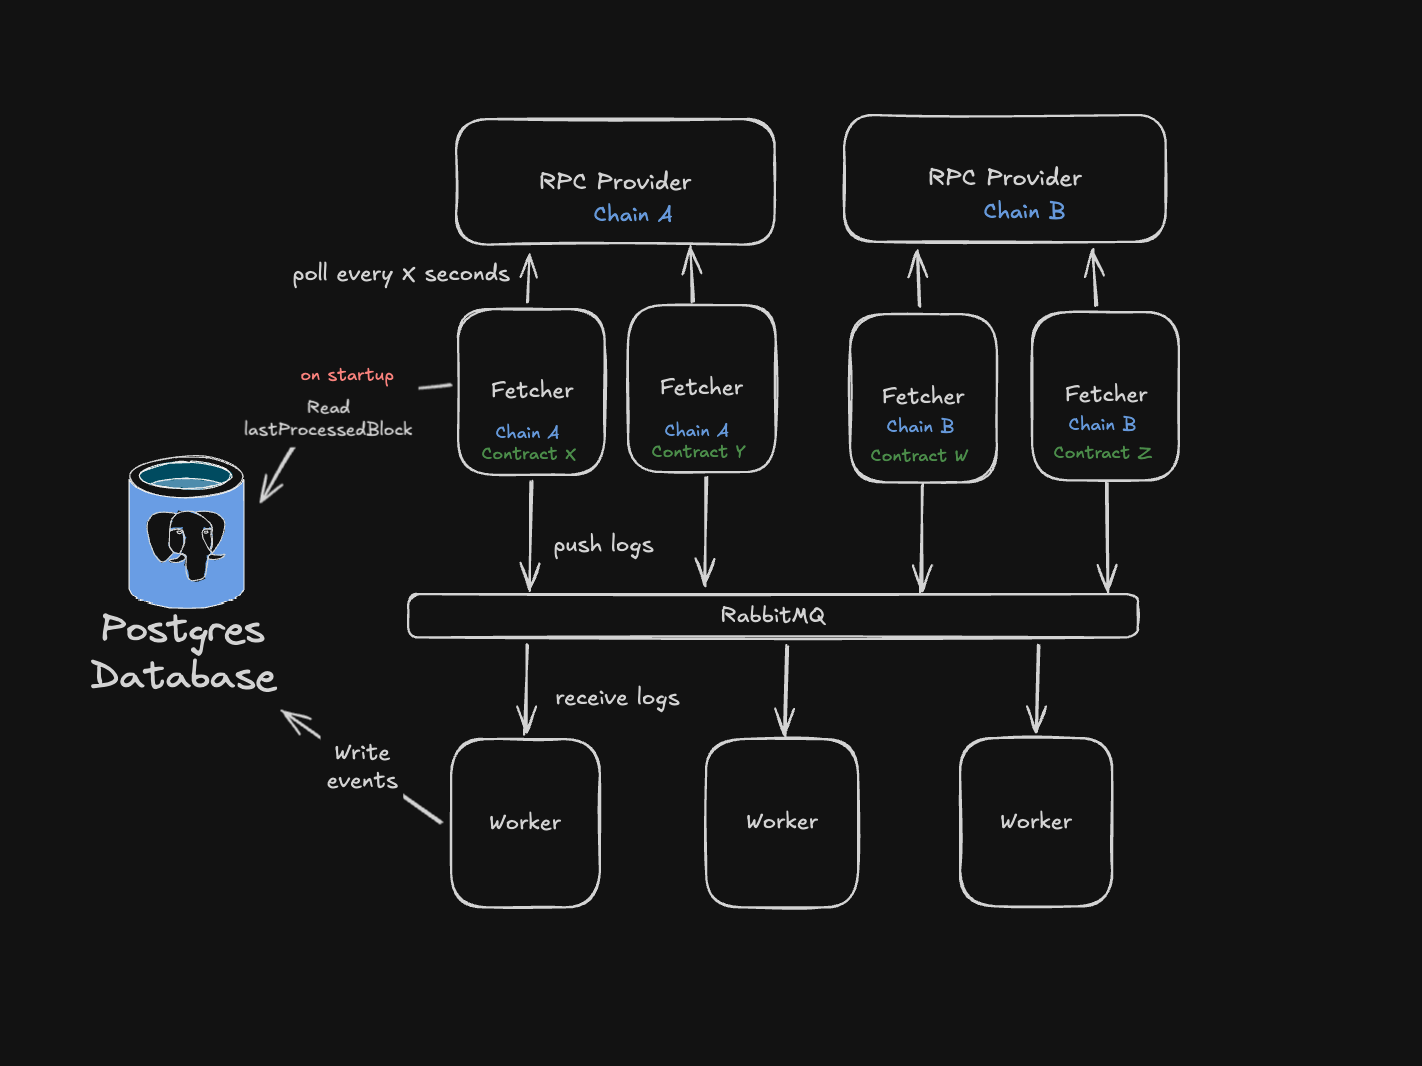 RPC Provider
Chain A
RPC Provider
Chain B
poll every X seconds
on startup
Read
lastProcessedBlock
Fetcher
Chain A
Contract X
Fetcher
Chain A
Contract Y
Fetcher
Chain B
Contract W
Fetcher
Chain B
Contract Z
push logs
RabbitMQ
Postgres
Database
receive logs
Write
events
Worker
Worker
Worker